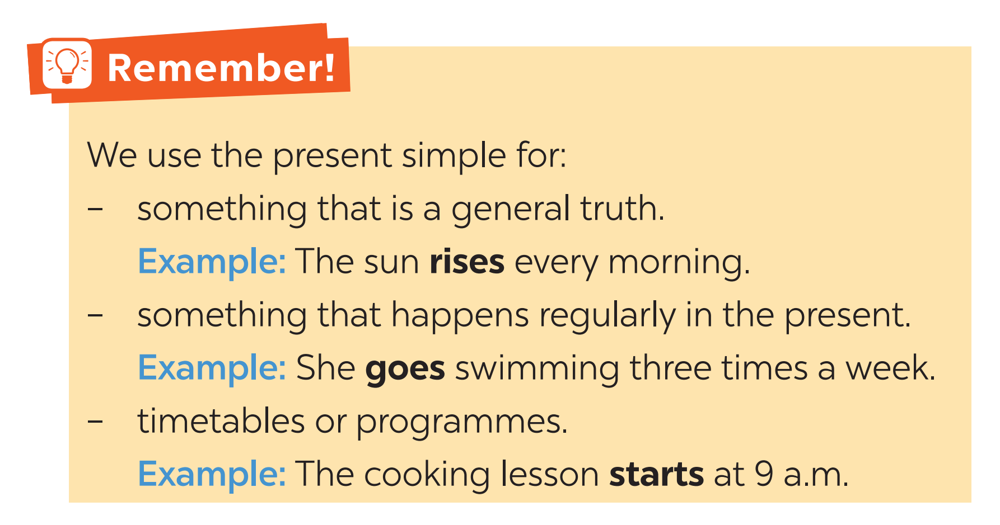 Remember!
We use the present simple for:
– something that is a general truth.
Example: The sun rises every morning.
– something that happens regularly in the present.
Example: She goes swimming three times a week.
– timetables or programmes.
Example: The cooking lesson starts at 9 a.m.